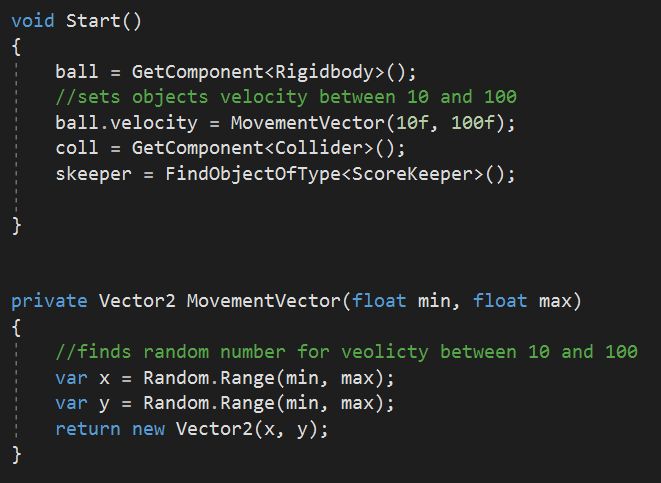 void Start()
{
ball = GetComponent<Rigidbody>();
//sets objects velocity between 10 and 100
ball.velocity = MovementVector(10f, 100f);
coll = GetComponent<Collider>();
skeeper = FindObjectOfType<ScoreKeeper>();
}
private Vector2 MovementVector(float min, float max)
{
//finds random number for veolicty between 10 and 100
var x = Random.Range(min, max);
var y = Random.Range(min, max);
return new Vector2(x, y);
}